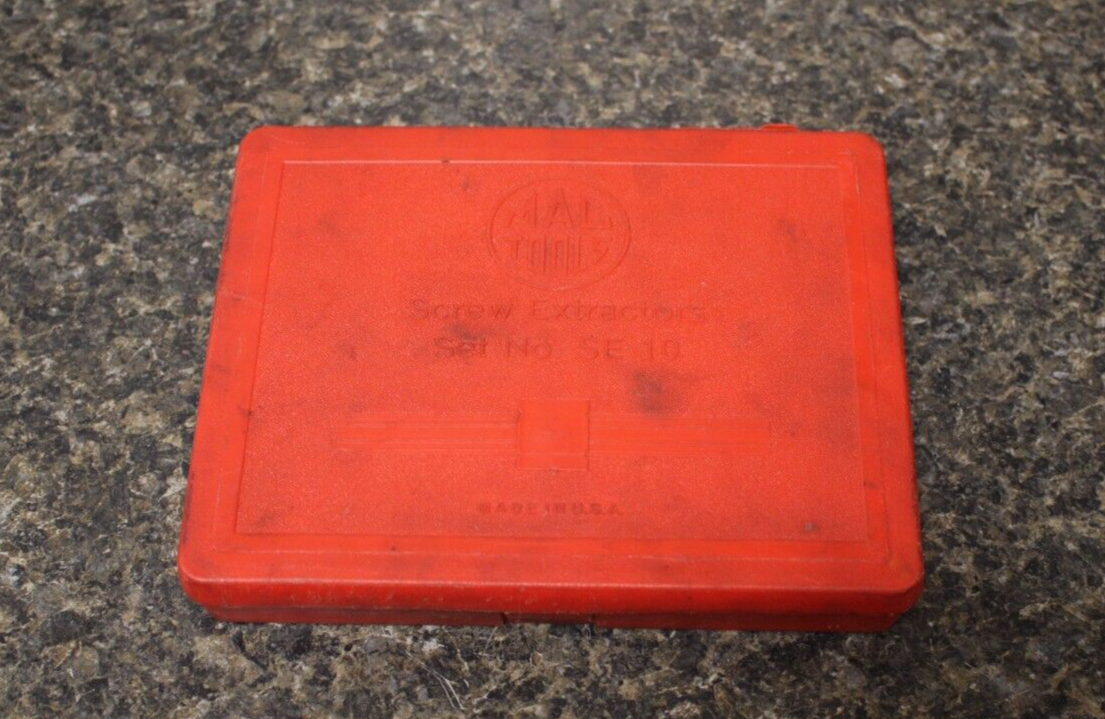 MAC
TOOLS
Screw Extractors
Set No SE 10
MADE IN U.S.A.